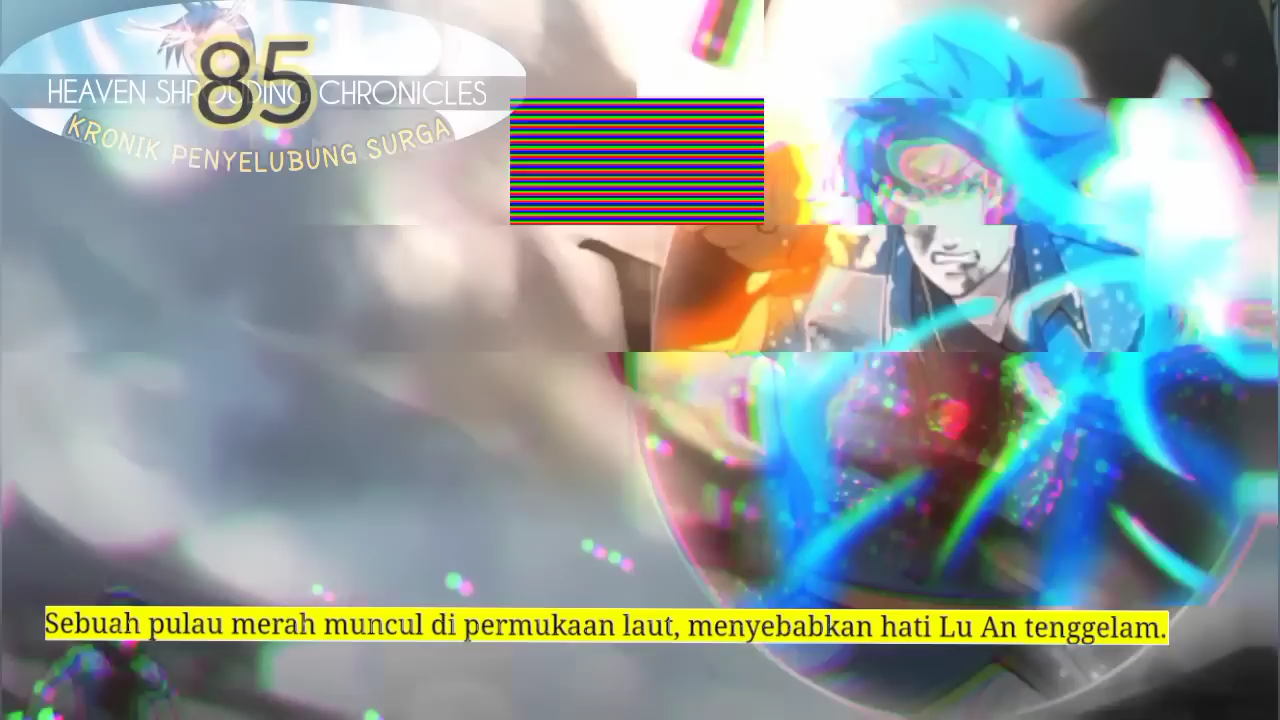 85
HEAVEN SHROUDING CHRONICLES
KRONIK PENYELUBUNG SURGA
Sebuah pulau merah muncul di permukaan laut, menyebabkan hati Lu An tenggelam.